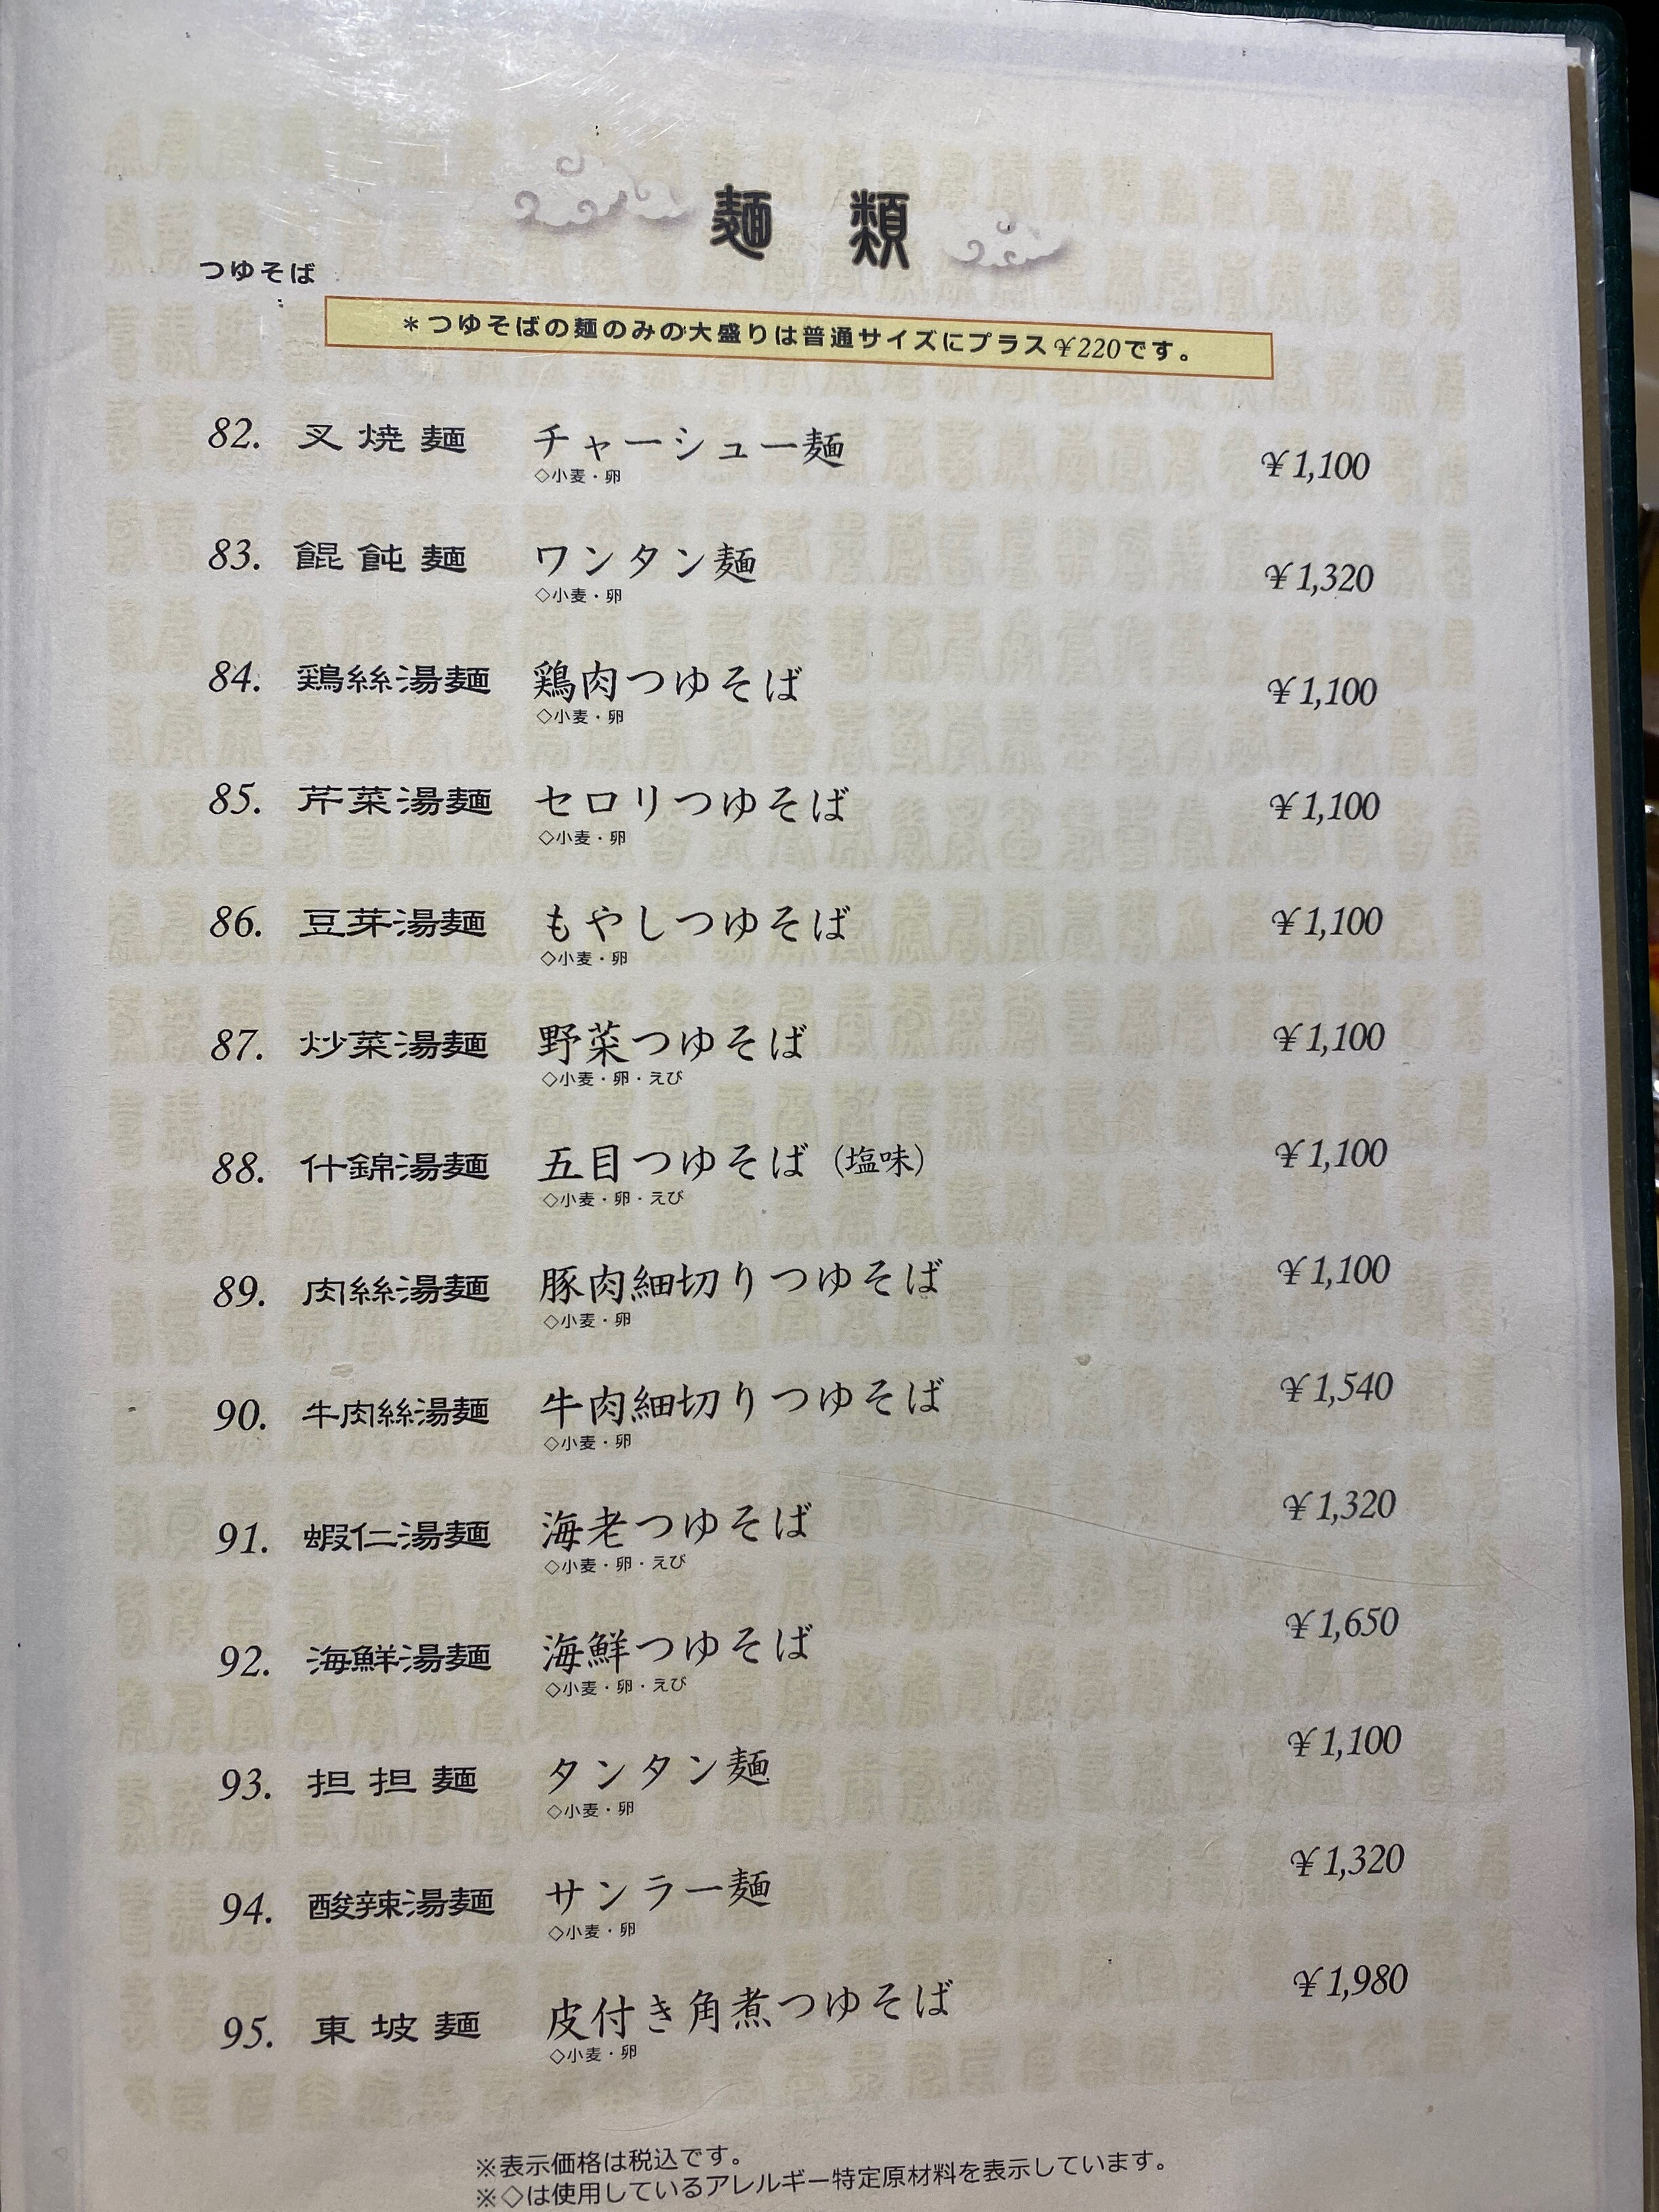 麺 類
つゆそば
＊つゆそばの麺のみの大盛りは普通サイズにプラス¥220です。
82. 叉焼麺 チャーシュー麺 ¥1,100
◇小麦・卵
83. 餛飩麺 ワンタン麺 ¥1,320
◇小麦・卵
84. 鶏絲湯麺 鶏肉つゆそば ¥1,100
◇小麦・卵
85. 芹菜湯麺 セロリつゆそば ¥1,100
◇小麦・卵
86. 豆芽湯麺 もやしつゆそば ¥1,100
◇小麦・卵
87. 炒菜湯麺 野菜つゆそば ¥1,100
◇小麦・卵・えび
88. 什錦湯麺 五目つゆそば（塩味） ¥1,100
◇小麦・卵・えび
89. 肉絲湯麺 豚肉細切りつゆそば ¥1,100
◇小麦・卵
90. 牛肉絲湯麺 牛肉細切りつゆそば ¥1,540
◇小麦・卵
91. 蝦仁湯麺 海老つゆそば ¥1,320
◇小麦・卵・えび
92. 海鮮湯麺 海鮮つゆそば ¥1,650
◇小麦・卵・えび
93. 担担麺 タンタン麺 ¥1,100
◇小麦・卵
94. 酸辣湯麺 サンラー麺 ¥1,320
◇小麦・卵
95. 東坡麺 皮付き角煮つゆそば ¥1,980
◇小麦・卵
※表示価格は税込です。
※◇は使用しているアレルギー特定原材料を表示しています。